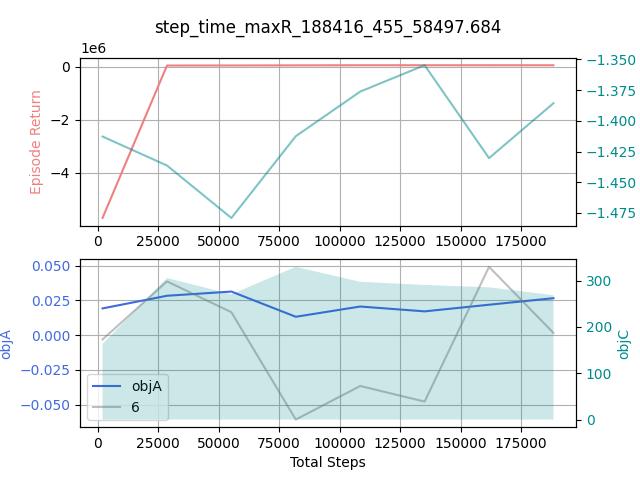 step_time_maxR_188416_455_58497.684
1e6
0
−2
−4
Episode Return
−1.350
−1.375
−1.400
−1.425
−1.450
−1.475
0 25000 50000 75000 100000 125000 150000 175000
0.050
0.025
0.000
−0.025
−0.050
objA
300
200
100
0
objC
objA
6
0 25000 50000 75000 100000 125000 150000 175000
Total Steps